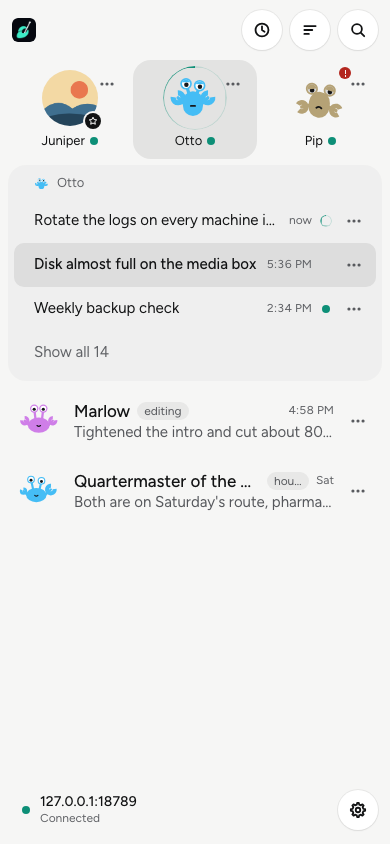 Juniper
Otto
Pip
Otto
Rotate the logs on every machine i... now
Disk almost full on the media box 5:36 PM
Weekly backup check 2:34 PM
Show all 14
Marlow editing 4:58 PM
Tightened the intro and cut about 80...
Quartermaster of the ... hou... Sat
Both are on Saturday's route, pharma...
127.0.0.1:18789
Connected